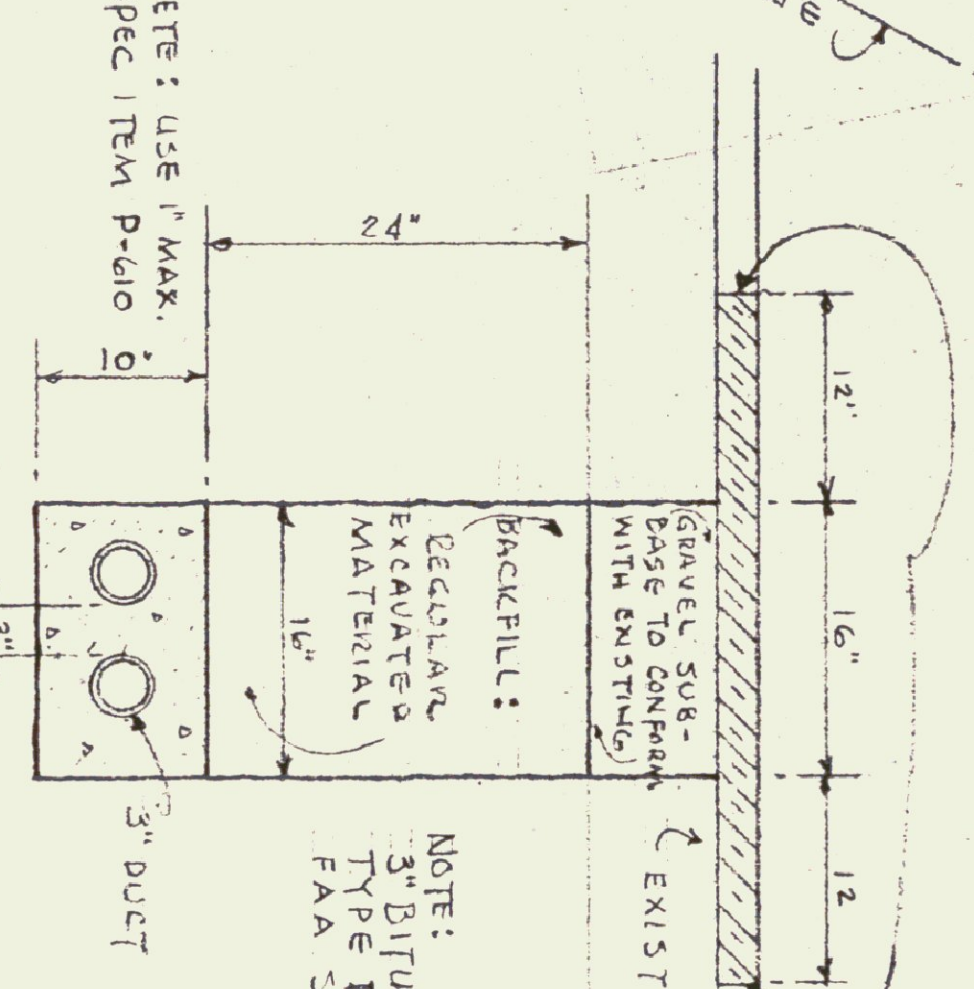 ETE: USE 1" MAX.
PEC ITEM P-610
24"
10"
12'
16"
12
GRAVEL SUB-
BASE TO CONFORM
WITH EXISTING
BACKFILL:
REGULAR
EXCAVATED
MATERIAL
16"
3" DUCT
EXIST
NOTE:
3" BITU
TYPE
FAA S